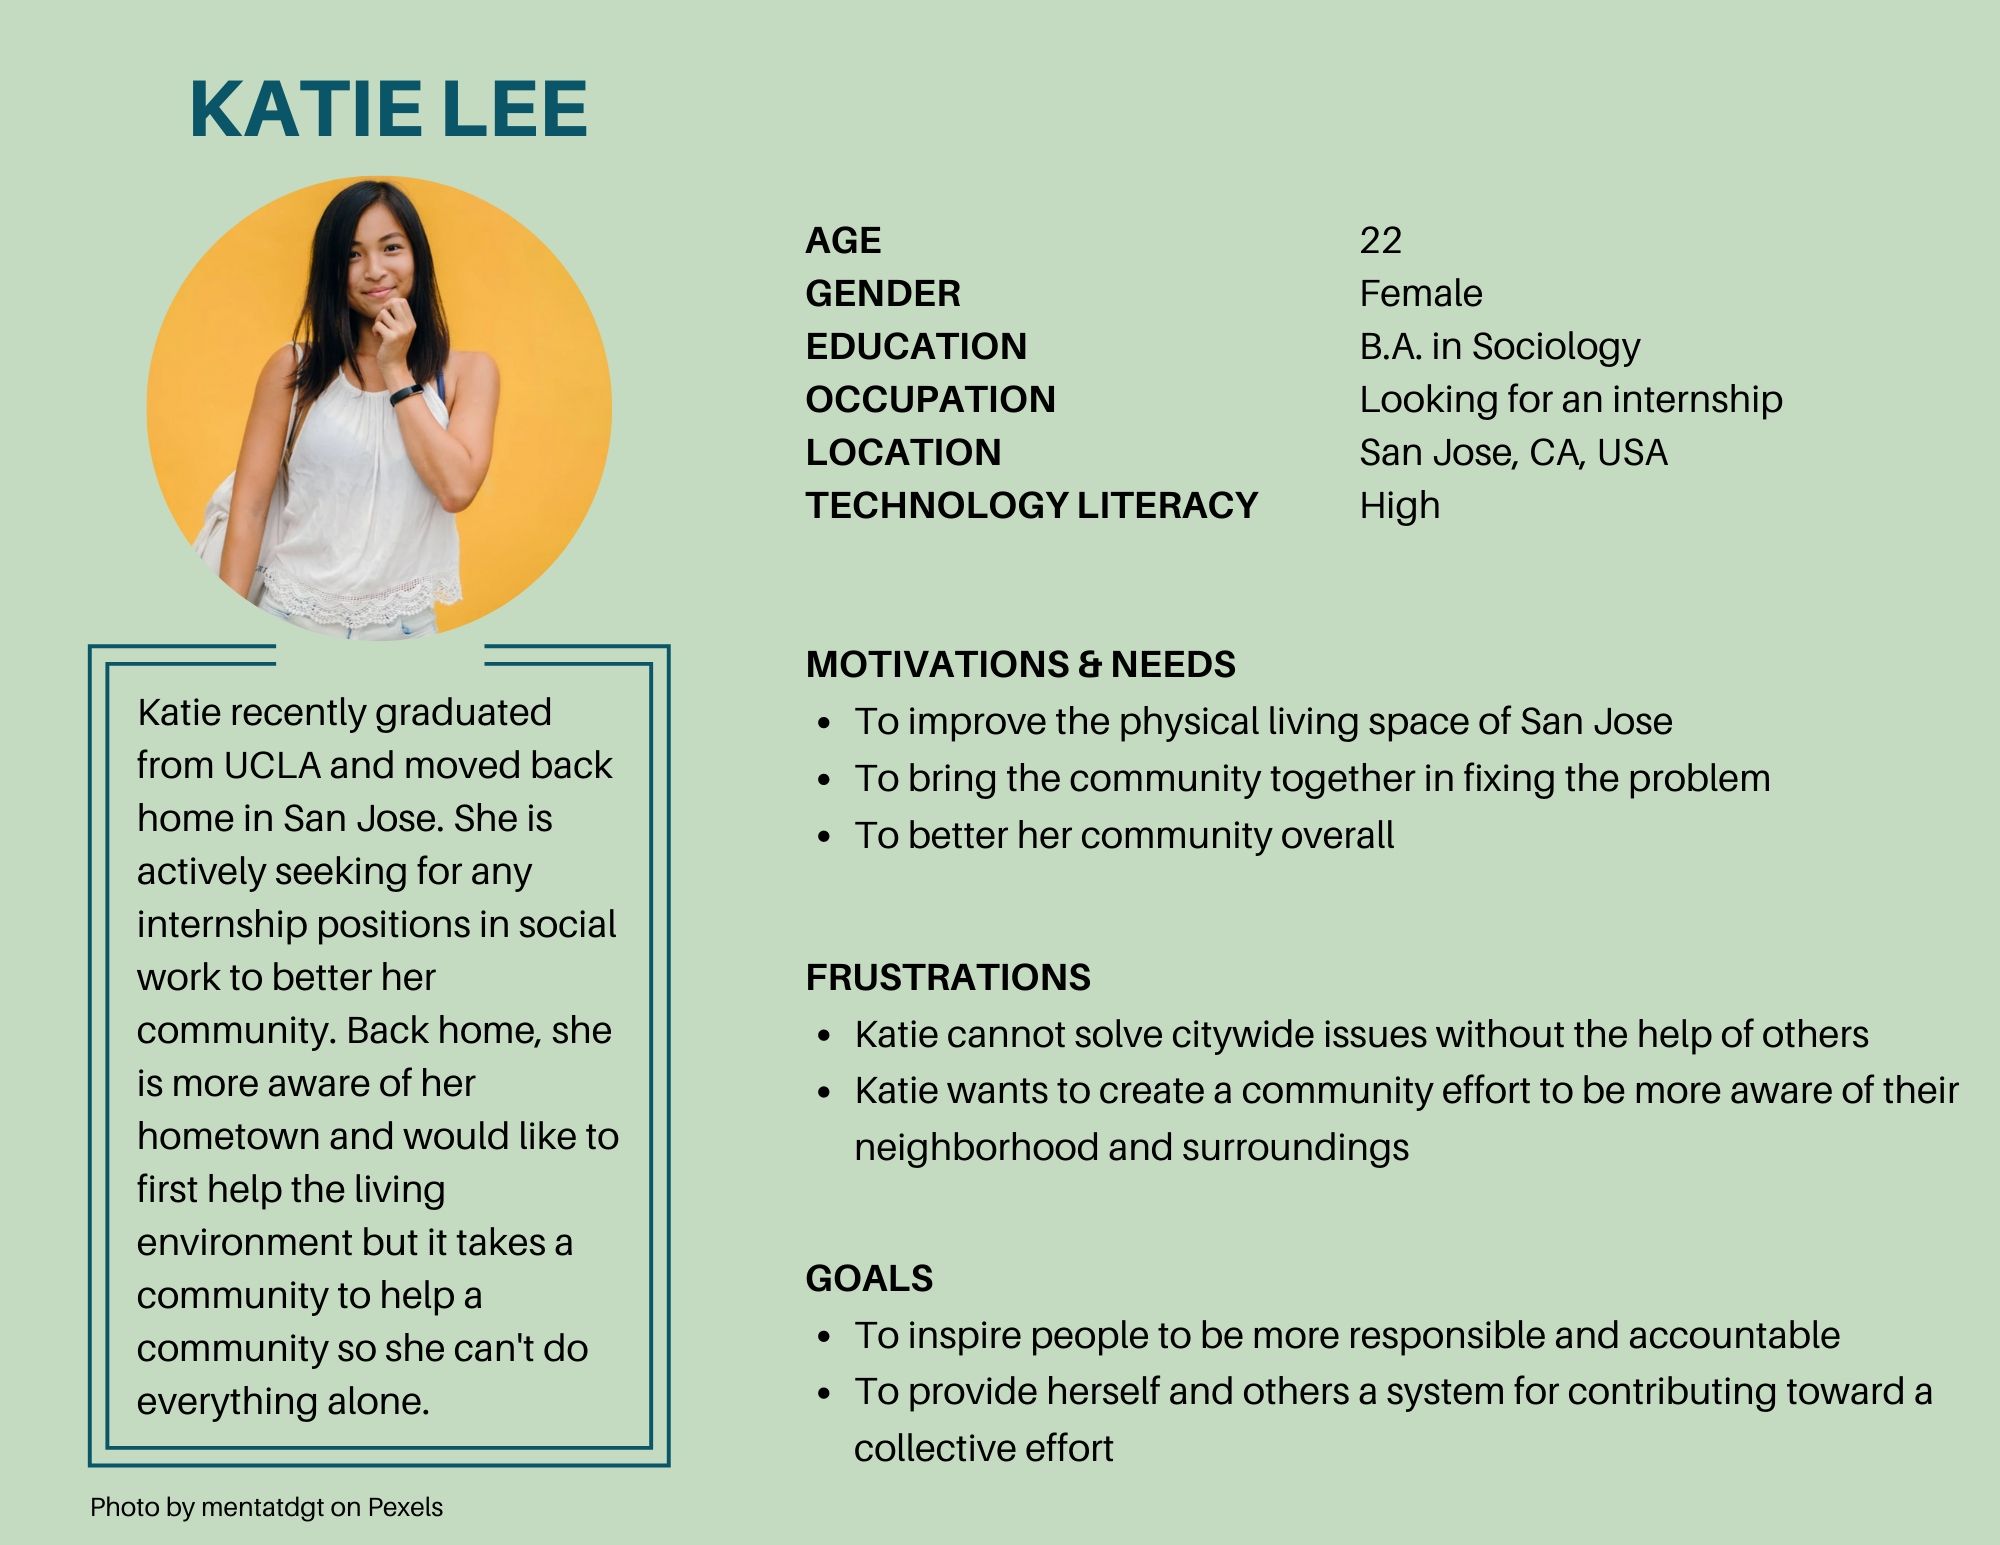 KATIE LEE
AGE 22
GENDER Female
EDUCATION B.A. in Sociology
OCCUPATION Looking for an internship
LOCATION San Jose, CA, USA
TECHNOLOGY LITERACY High
Katie recently graduated
from UCLA and moved back
home in San Jose. She is
actively seeking for any
internship positions in social
work to better her
community. Back home, she
is more aware of her
hometown and would like to
first help the living
environment but it takes a
community to help a
community so she can't do
everything alone.
Photo by mentatdgt on Pexels
MOTIVATIONS & NEEDS
• To improve the physical living space of San Jose
• To bring the community together in fixing the problem
• To better her community overall
FRUSTRATIONS
• Katie cannot solve citywide issues without the help of others
• Katie wants to create a community effort to be more aware of their
neighborhood and surroundings
GOALS
• To inspire people to be more responsible and accountable
• To provide herself and others a system for contributing toward a
collective effort